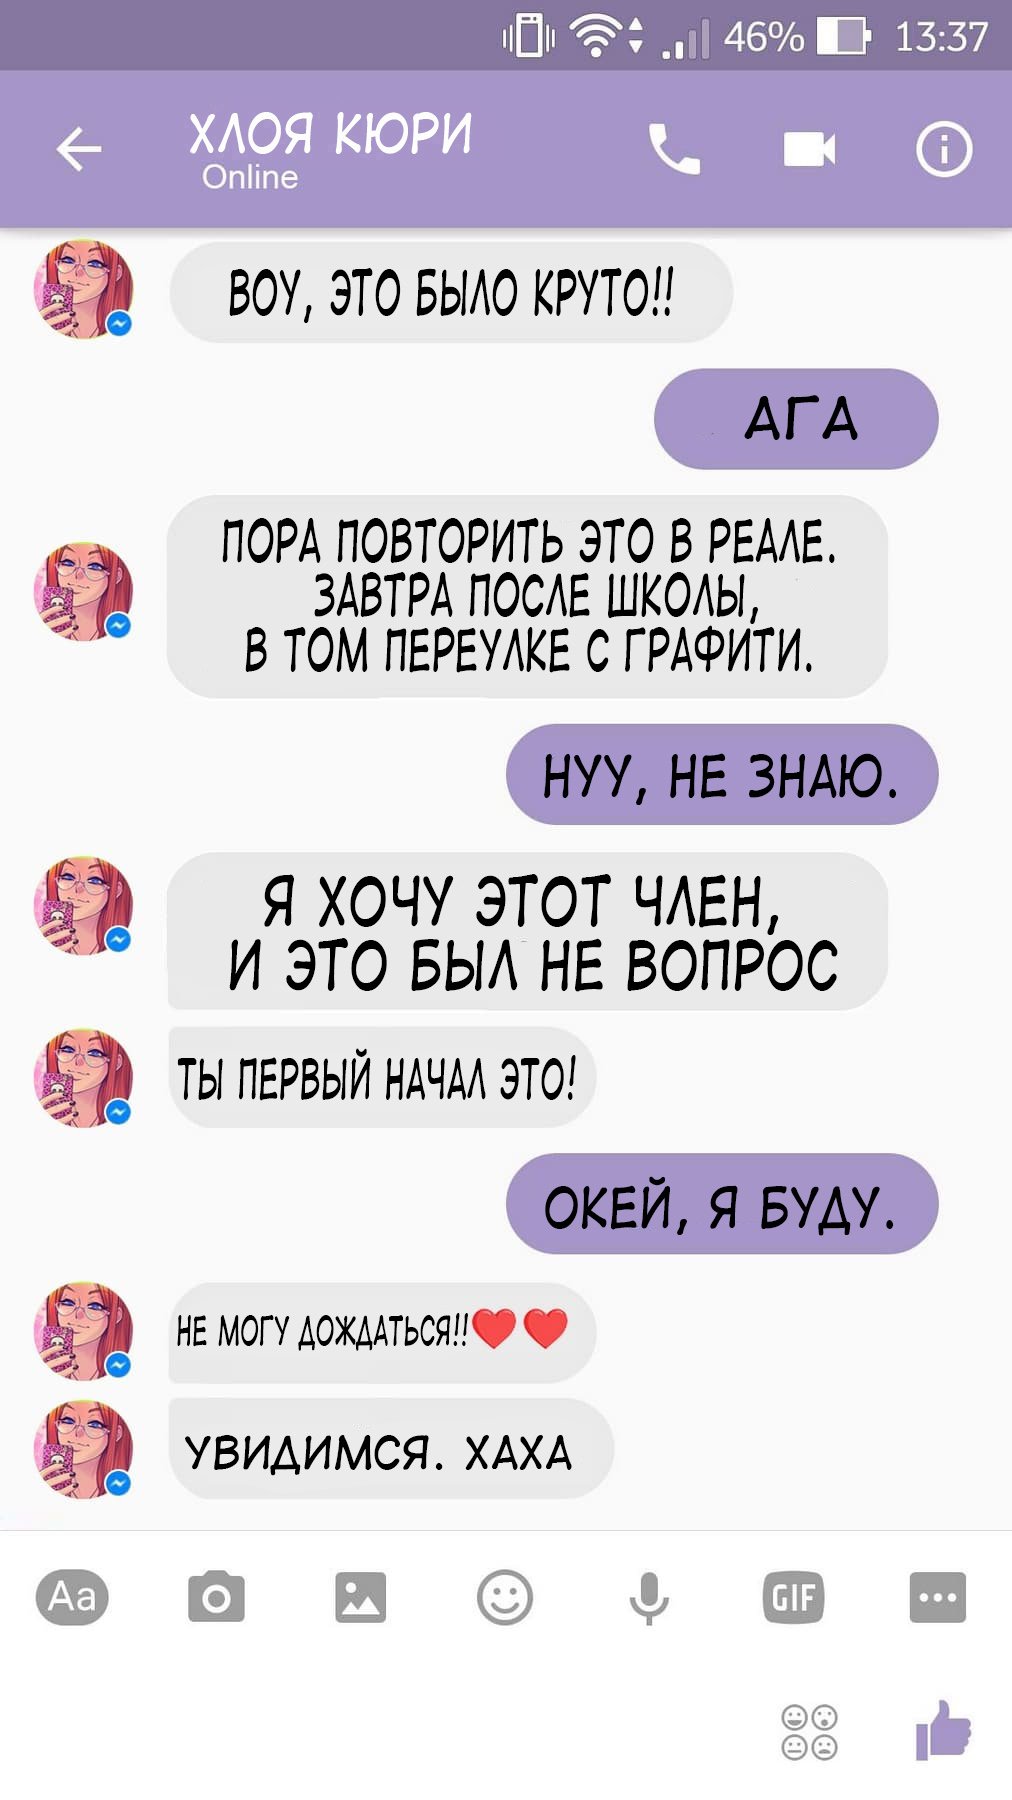 46% 13:37
ХЛОЯ КЮРИ
Online
ВОУ, ЭТО БЫЛО КРУТО!!
АГА
ПОРА ПОВТОРИТЬ ЭТО В РЕАЛЕ.
ЗАВТРА ПОСЛЕ ШКОЛЫ,
В ТОМ ПЕРЕУЛКЕ С ГРАФИТИ.
НУУ, НЕ ЗНАЮ.
Я ХОЧУ ЭТОТ ЧЛЕН,
И ЭТО БЫЛ НЕ ВОПРОС
ТЫ ПЕРВЫЙ НАЧАЛ ЭТО!
ОКЕЙ, Я БУДУ.
НЕ МОГУ ДОЖДАТЬСЯ!!❤️❤️
УВИДИМСЯ. ХАХА
Aa GIF